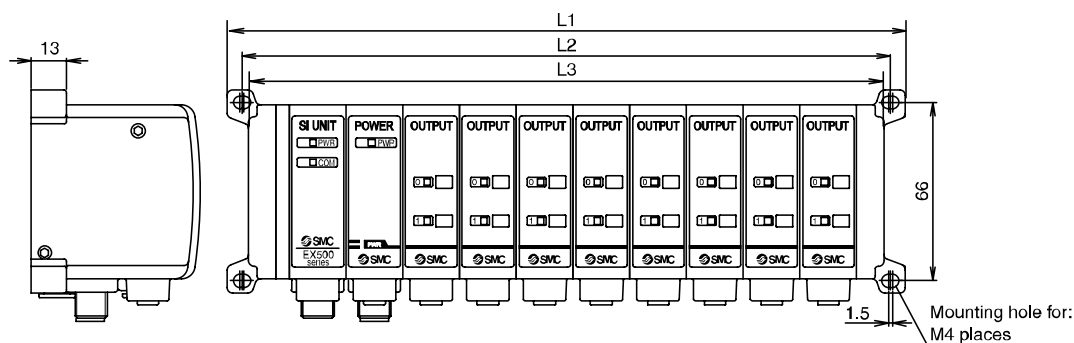 L1
13
L2
L3
SI UNIT POWER OUTPUT OUTPUT OUTPUT OUTPUT OUTPUT OUTPUT OUTPUT OUTPUT
PWR PWR
COM
0 0 0 0 0 0 0 0
66
1 1 1 1 1 1 1 1
SMC PWR
EX500 SMC SMC SMC SMC SMC SMC SMC SMC SMC
series
1.5 Mounting hole for:
M4 places